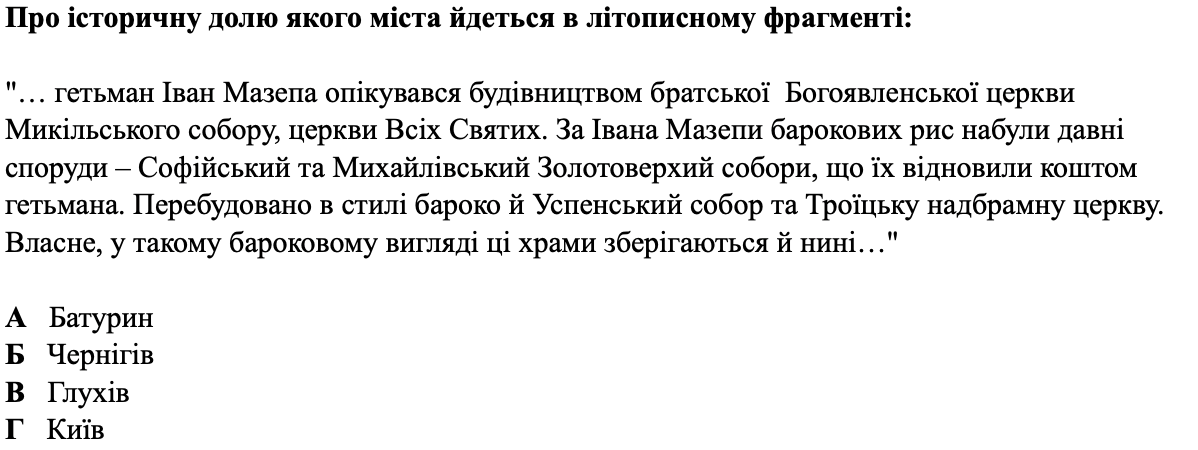 Про історичну долю якого міста йдеться в літописному фрагменті:
"… гетьман Іван Мазепа опікувався будівництвом братської  Богоявленської церкви
Микільського собору, церкви Всіх Святих. За Івана Мазепи барокових рис набули давні
споруди – Софійський та Михайлівський Золотоверхий собори, що їх відновили коштом
гетьмана. Перебудовано в стилі бароко й Успенський собор та Троїцьку надбрамну церкву.
Власне, у такому бароковому вигляді ці храми зберігаються й нині…"
А Батурин
Б Чернігів
В Глухів
Г Київ